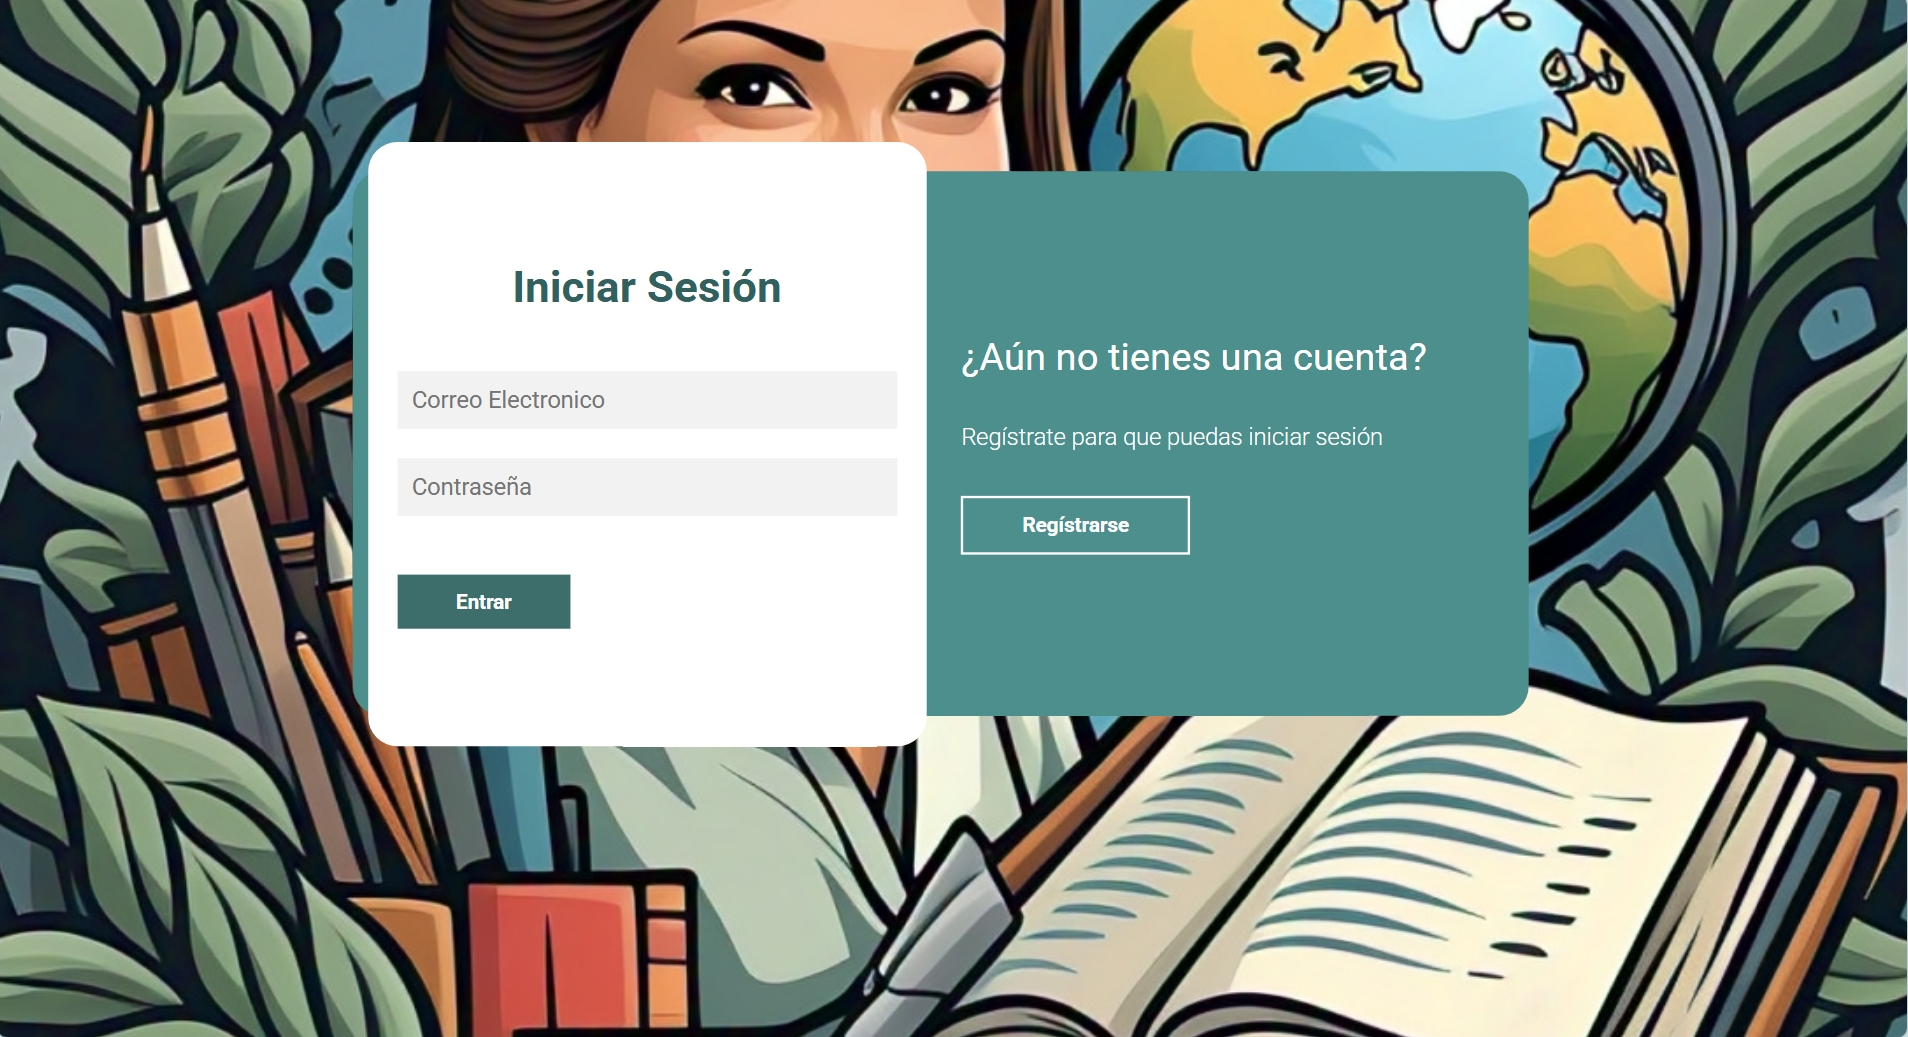 Iniciar Sesión
Correo Electronico
Contraseña
Entrar
¿Aún no tienes una cuenta?
Regístrate para que puedas iniciar sesión
Regístrarse